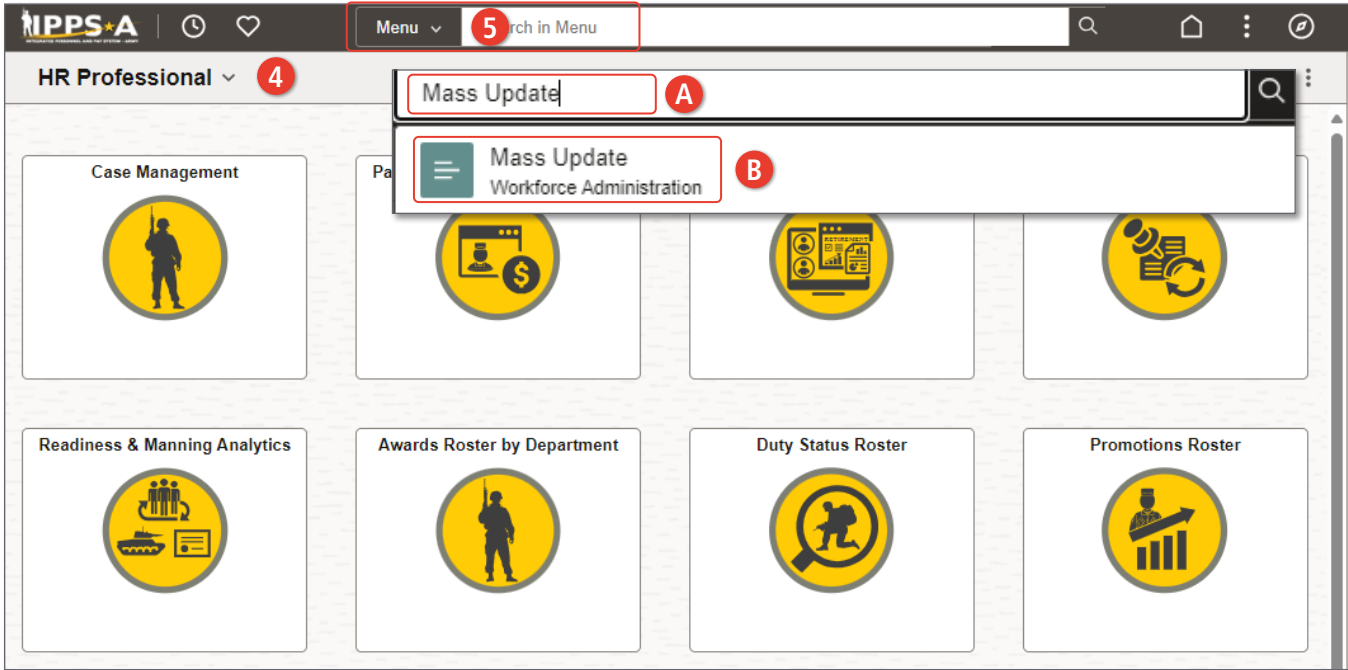 IPPS★A
INTEGRATED PERSONNEL AND PAY SYSTEM - ARMY
Menu
5
rch in Menu
HR Professional
4
Mass Update
A
Mass Update
Workforce Administration
B
Case Management
Pa
RETIREMENT
$
Readiness & Manning Analytics
Awards Roster by Department
Duty Status Roster
Promotions Roster